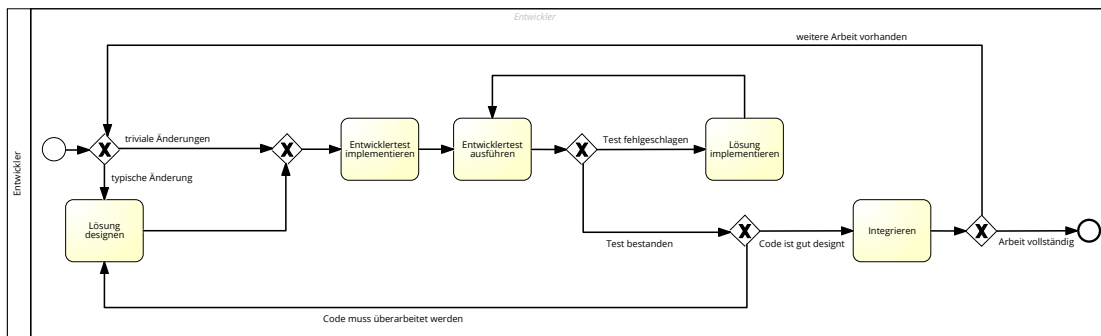 Entwickler
Entwickler
weitere Arbeit vorhanden
triviale Änderungen
Entwicklertest
implementieren
Entwicklertest
ausführen
Test fehlgeschlagen
Lösung
implementieren
typische Änderung
Lösung
designen
Test bestanden
Code ist gut designt
Integrieren
Arbeit vollständig
Code muss überarbeitet werden